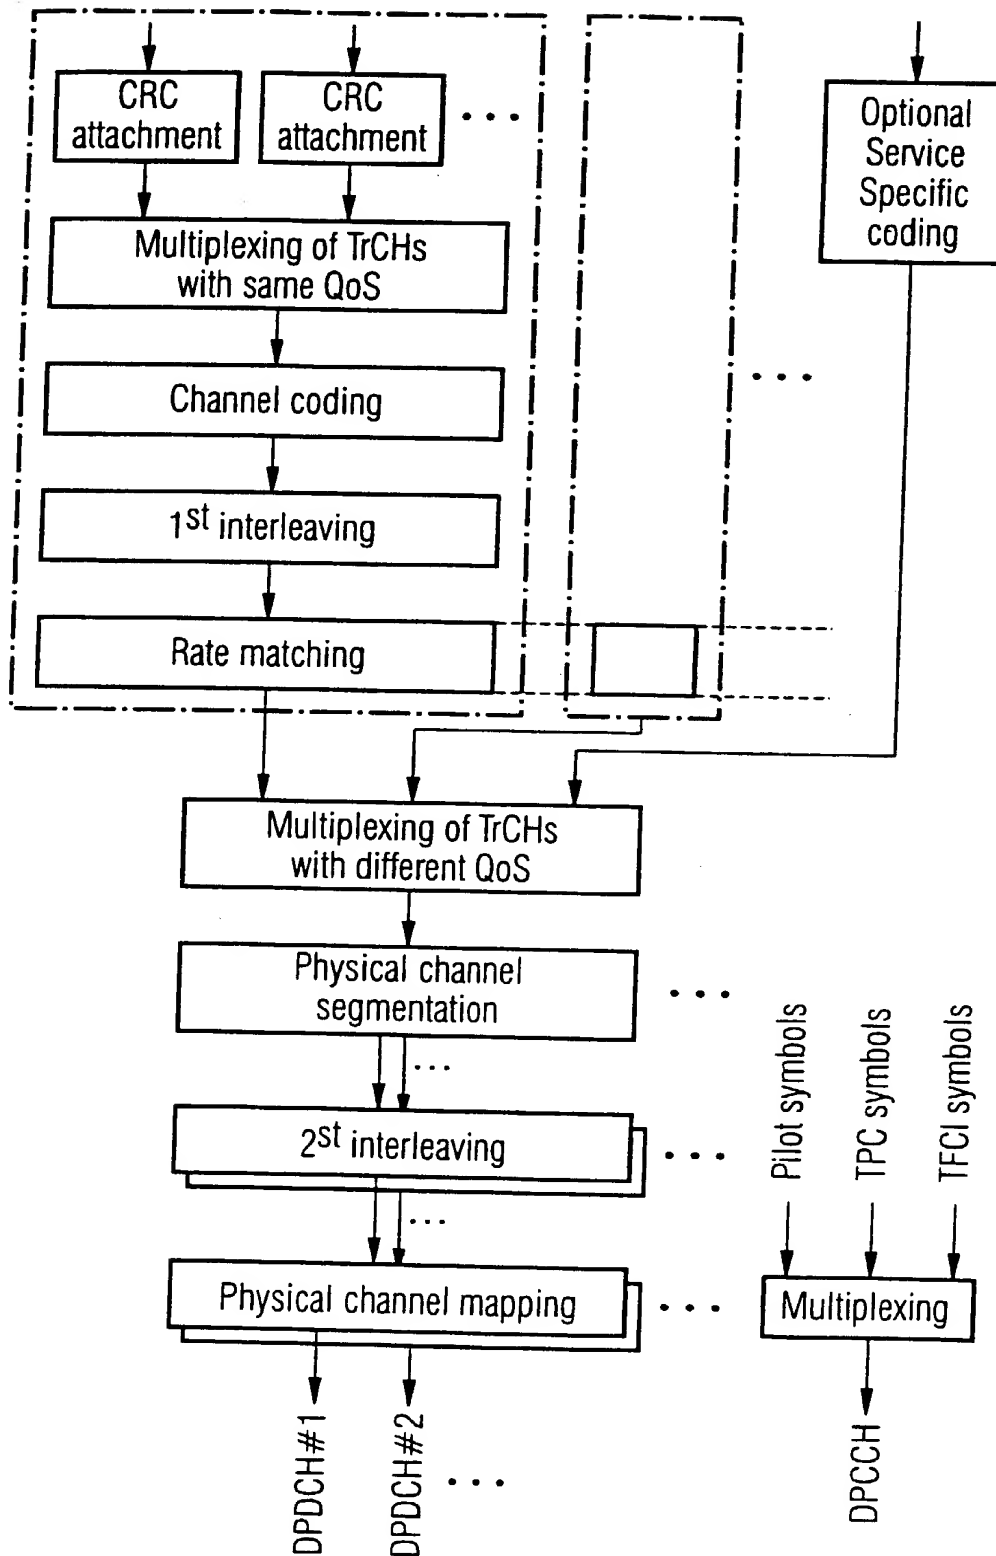 CRC
attachment
CRC
attachment
Optional
Service
Specific
coding
Multiplexing of TrCHs
with same QoS
Channel coding
1st interleaving
Rate matching
Multiplexing of TrCHs
with different QoS
Physical channel
segmentation
2st interleaving
Pilot symbols
TPC symbols
TFCI symbols
Physical channel mapping
Multiplexing
DPDCH#1
DPDCH#2
DPCCH